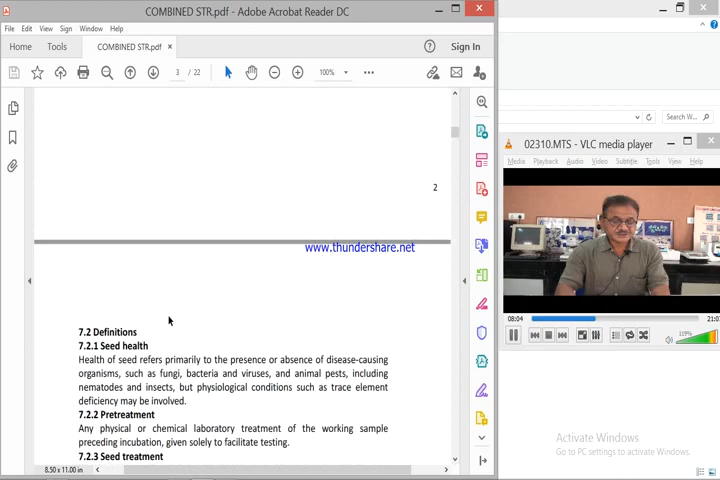 COMBINED STR.pdf - Adobe Acrobat Reader DC
File Edit View Sign Window Help
Home Tools COMBINED STR.pdf × Sign In
3 / 22 100%
2
www.thundershare.net
7.2 Definitions
7.2.1 Seed health
Health of seed refers primarily to the presence or absence of disease-causing
organisms, such as fungi, bacteria and viruses, and animal pests, including
nematodes and insects, but physiological conditions such as trace element
deficiency may be involved.
7.2.2 Pretreatment
Any physical or chemical laboratory treatment of the working sample
preceding incubation, given solely to facilitate testing.
7.2.3 Seed treatment
8.50 x 11.00 in
Search W...
02310.MTS - VLC media player
Media Playback Audio Video Subtitle Tools View Help
08:04
119%
Activate Windows
Go to PC settings to activate Windows.